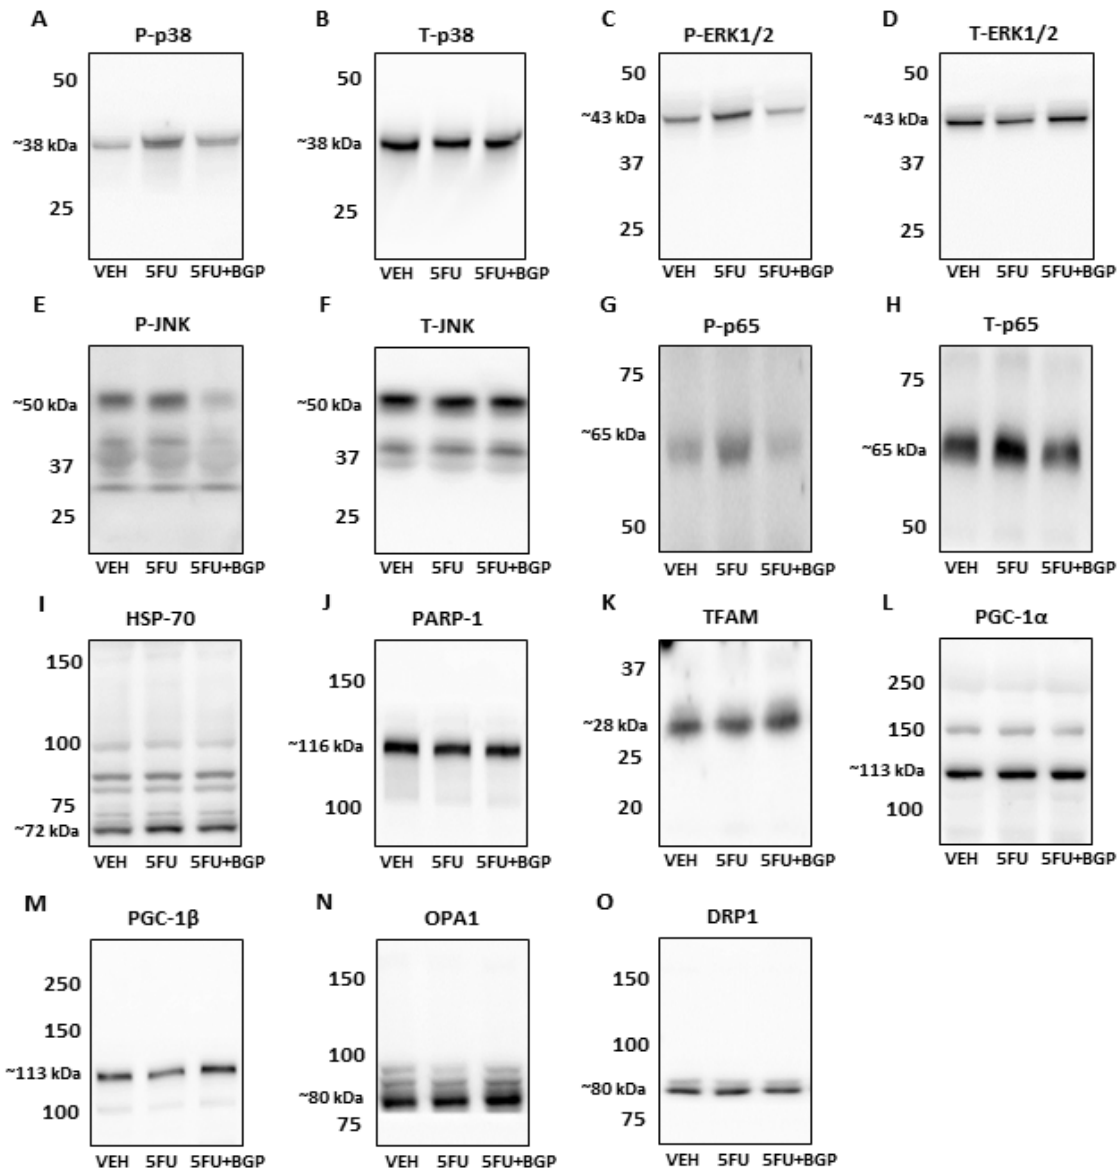 A
P-p38
50
~38 kDa
25
VEH 5FU 5FU+BGP
B
T-p38
50
~38 kDa
25
VEH 5FU 5FU+BGP
C
P-ERK1/2
50
~43 kDa
37
25
VEH 5FU 5FU+BGP
D
T-ERK1/2
50
~43 kDa
37
25
VEH 5FU 5FU+BGP
E
P-JNK
~50 kDa
37
25
VEH 5FU 5FU+BGP
F
T-JNK
~50 kDa
37
25
VEH 5FU 5FU+BGP
G
P-p65
75
~65 kDa
50
VEH 5FU 5FU+BGP
H
T-p65
75
~65 kDa
50
VEH 5FU 5FU+BGP
I
HSP-70
150
100
75
~72 kDa
VEH 5FU 5FU+BGP
J
PARP-1
150
~116 kDa
100
VEH 5FU 5FU+BGP
K
TFAM
37
~28 kDa
25
20
VEH 5FU 5FU+BGP
L
PGC-1α
250
150
~113 kDa
100
VEH 5FU 5FU+BGP
M
PGC-1β
250
150
~113 kDa
100
VEH 5FU 5FU+BGP
N
OPA1
150
100
~80 kDa
75
VEH 5FU 5FU+BGP
O
DRP1
150
100
~80 kDa
75
VEH 5FU 5FU+BGP